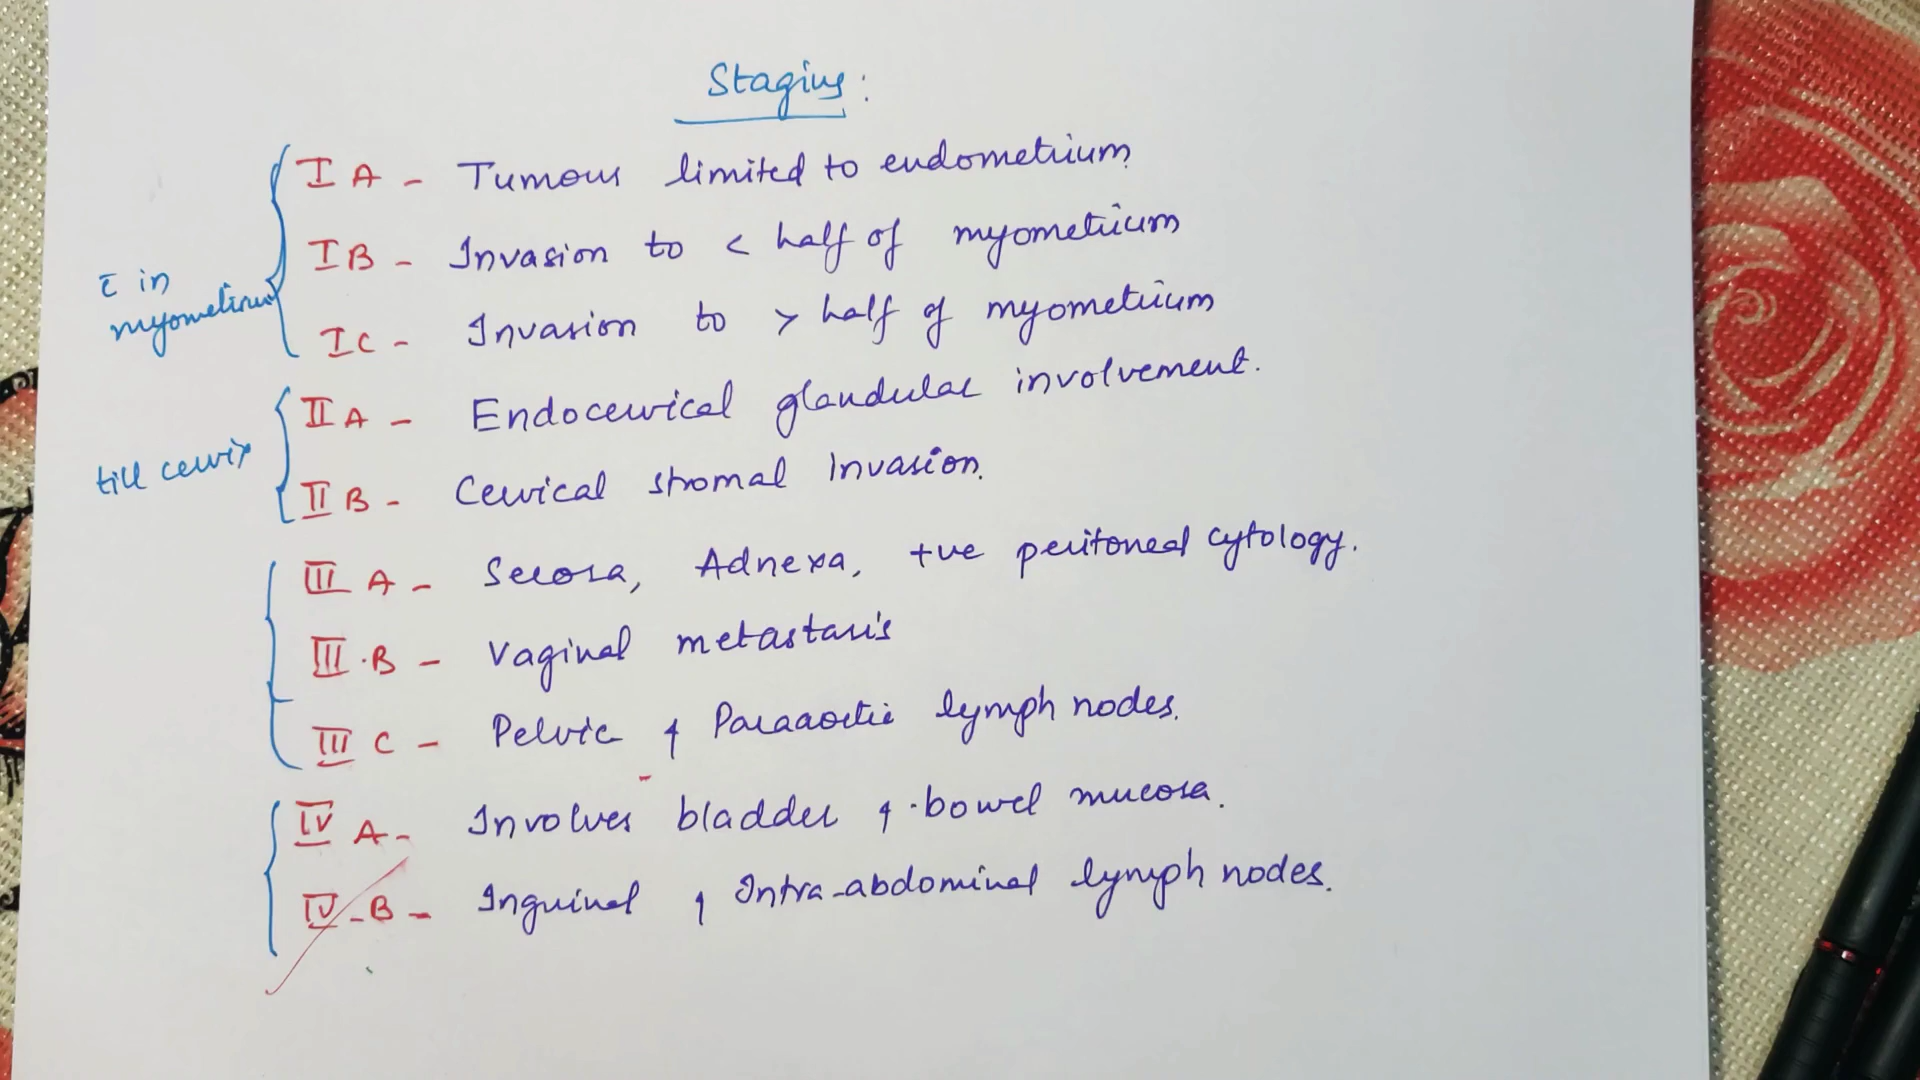 Staging :
I A - Tumour limited to endometrium.
I B - Invasion to < half of myometrium
c̄ in
myometrium
I C - Invasion to > half of myometrium
II A - Endocervical glandular involvement.
till cervix
II B - Cervical stromal invasion.
III A - Serosa, Adnexa, +ve peritoneal cytology.
III.B - Vaginal metastasis
III C - Pelvic & Paraaortic lymph nodes.
IV A - Involves bladder & bowel mucosa.
IV - B - Inguinal & Intra-abdominal lymph nodes.